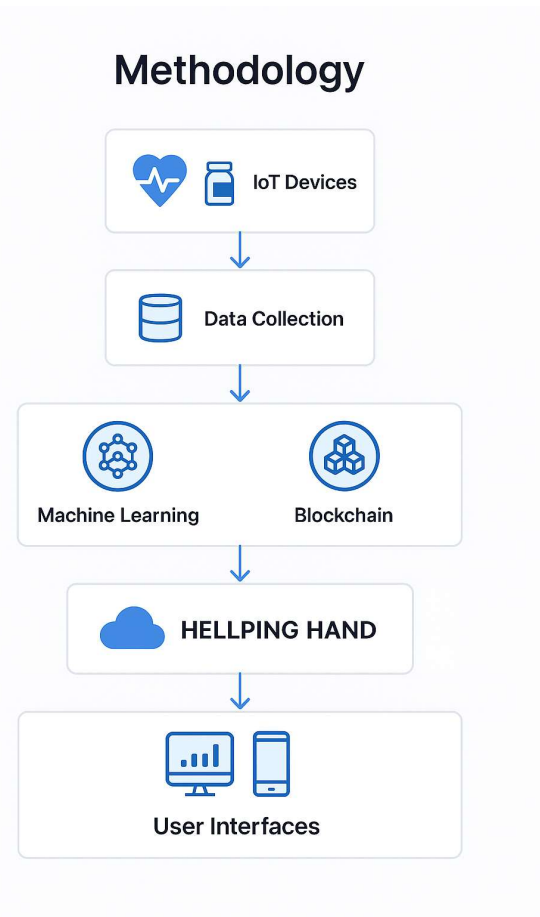 Methodology
IoT Devices
Data Collection
Machine Learning
Blockchain
HELLPING HAND
User Interfaces